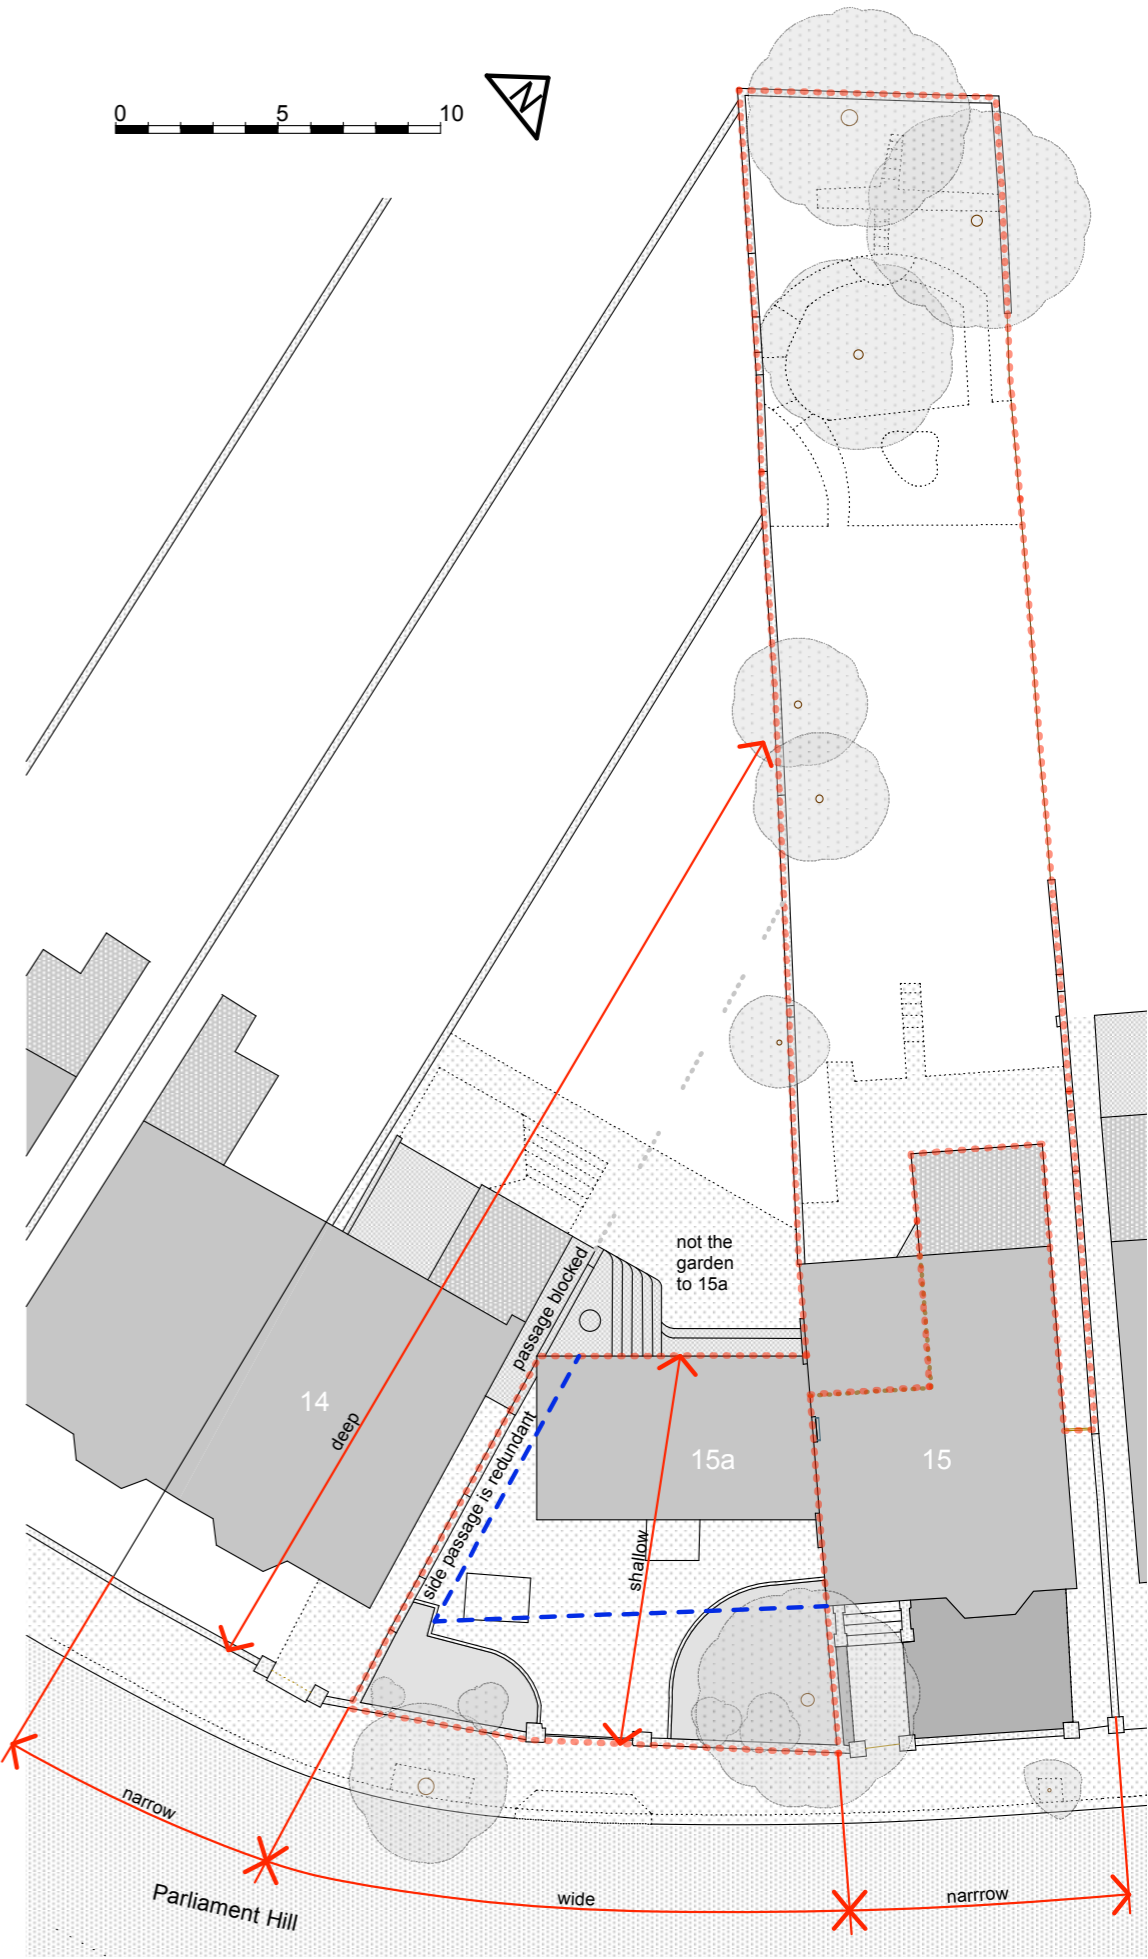 0 5 10
N
not the
garden
to 15a
passage blocked
14
deep
side passage is redundant
15a
15
shallow
narrow
wide
narrrow
Parliament Hill